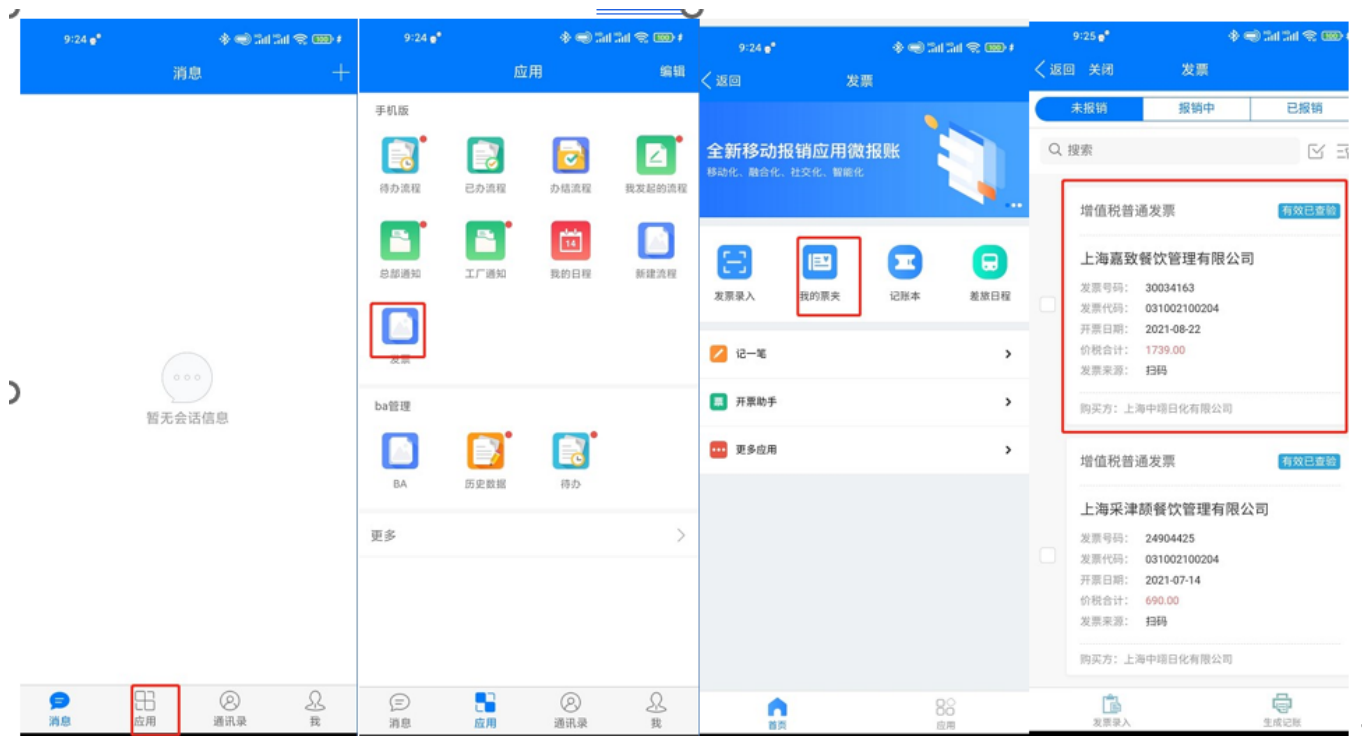 9:24
消息
暂无会话信息
消息
应用
通讯录
我
9:24
应用
编辑
手机版
待办流程
已办流程
办结流程
我发起的流程
总部通知
工厂通知
14
我的日程
新建流程
发票
ba管理
BA
历史数据
待办
更多
消息
应用
通讯录
我
9:24
返回
发票
全新移动报销应用微报账
移动化、融合化、社交化、智能化
发票录入
我的票夹
记账本
差旅日程
记一笔
开票助手
更多应用
首页
应用
9:25
返回 关闭
发票
未报销
报销中
已报销
搜索
增值税普通发票
有效已查验
上海嘉致餐饮管理有限公司
发票号码: 30034163
发票代码: 031002100204
开票日期: 2021-08-22
价税合计: 1739.00
发票来源: 扫码
购买方: 上海中翊日化有限公司
增值税普通发票
有效已查验
上海采津颉餐饮管理有限公司
发票号码: 24904425
发票代码: 031002100204
开票日期: 2021-07-14
价税合计: 690.00
发票来源: 扫码
购买方: 上海中翊日化有限公司
发票录入
生成记账